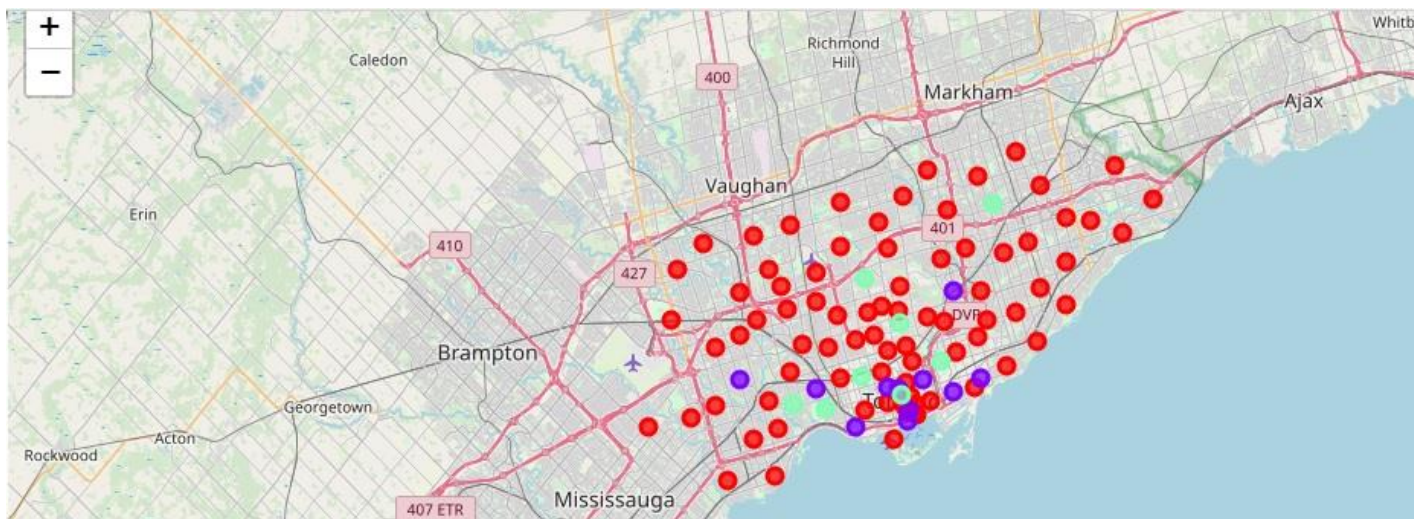 +
−
Caledon
Richmond
Hill
Whitb
400
Markham
Ajax
Vaughan
Erin
410
401
427
DVP
Brampton
Georgetown
To
Acton
Rockwood
Mississauga
407 ETR